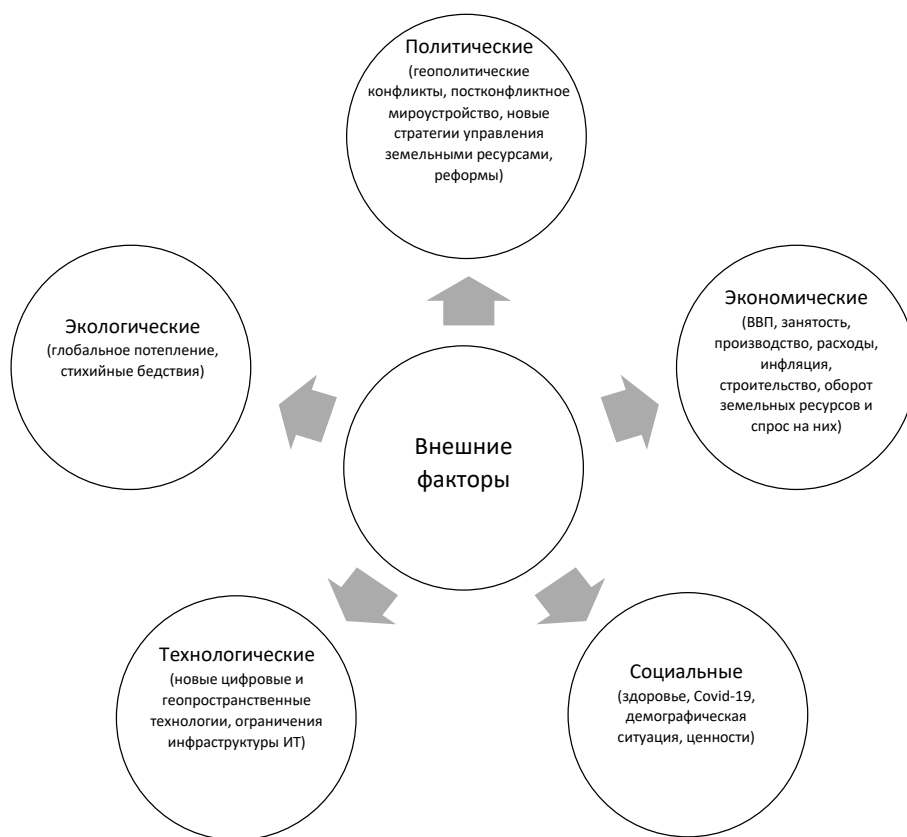 Политические
(геополитические
конфликты, постконфликтное
мироустройство, новые
стратегии управления
земельными ресурсами,
реформы)
Экологические
(глобальное потепление,
стихийные бедствия)
Экономические
(ВВП, занятость,
производство, расходы,
инфляция,
строительство, оборот
земельных ресурсов и
спрос на них)
Внешние
факторы
Технологические
(новые цифровые и
геопространственные
технологии, ограничения
инфраструктуры ИТ)
Социальные
(здоровье, Covid-19,
демографическая
ситуация, ценности)